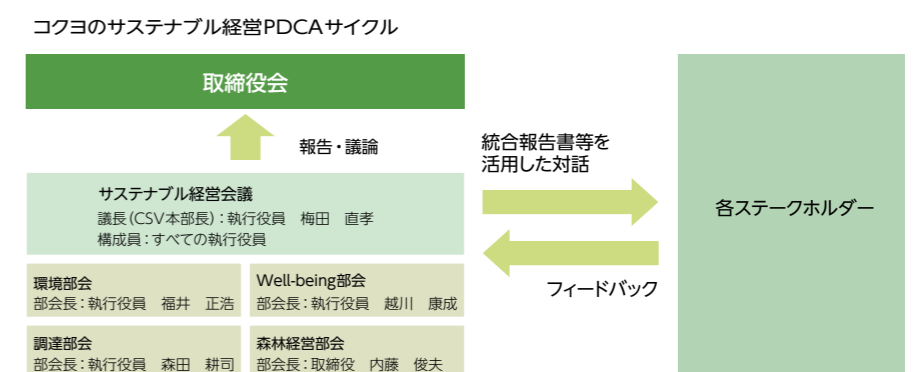 コクヨのサステナブル経営PDCAサイクル
取締役会
報告・議論
サステナブル経営会議
議長(CSV本部長):執行役員 梅田 直孝
構成員:すべての執行役員
環境部会
部会長:執行役員 福井 正浩
Well-being部会
部会長:執行役員 越川 康成
調達部会
部会長:執行役員 森田 耕司
森林経営部会
部会長:取締役 内藤 俊夫
統合報告書等を
活用した対話
フィードバック
各ステークホルダー